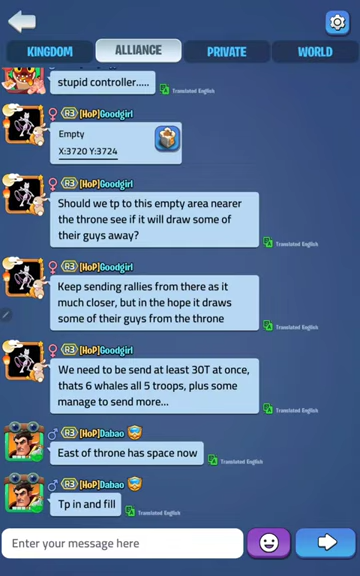 KINGDOM
ALLIANCE
PRIVATE
WORLD
stupid controller.....
Translated English
R3 [HoP]Goodgirl
Empty
X:3720 Y:3724
R3 [HoP]Goodgirl
Should we tp to this empty area nearer
the throne see if it will draw some of
their guys away?
Translated English
R3 [HoP]Goodgirl
Keep sending rallies from there as it
much closer, but in the hope it draws
some of their guys from the throne
Translated English
R3 [HoP]Goodgirl
We need to be send at least 30T at once,
thats 6 whales all 5 troops, plus some
manage to send more...
Translated English
R3 [HoP]Dabao
East of throne has space now
Translated English
R3 [HoP]Dabao
Tp in and fill
Translated English
Enter your message here